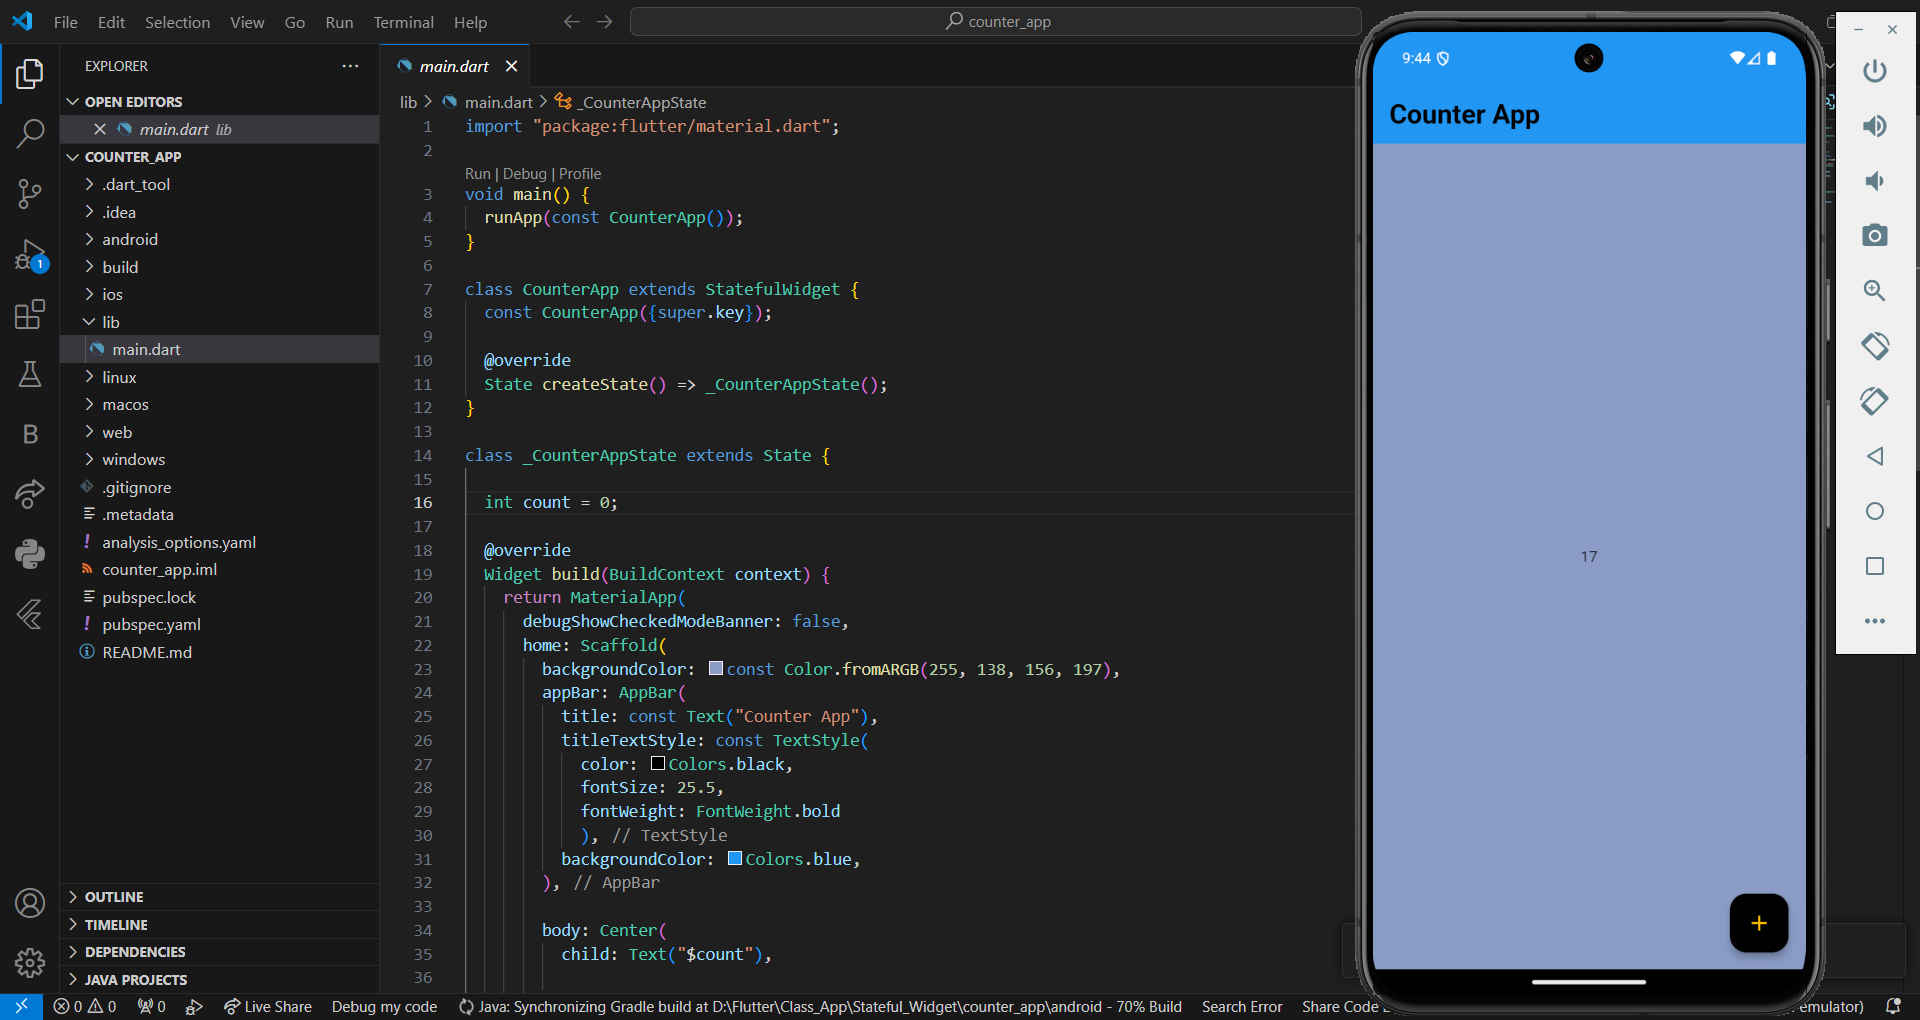 File Edit Selection View Go Run Terminal Help
counter_app
EXPLORER
OPEN EDITORS
main.dart lib
COUNTER_APP
.dart_tool
.idea
android
build
ios
lib
main.dart
linux
macos
web
windows
.gitignore
.metadata
analysis_options.yaml
counter_app.iml
pubspec.lock
pubspec.yaml
README.md
OUTLINE
TIMELINE
DEPENDENCIES
JAVA PROJECTS
1
B
main.dart
lib > main.dart > _CounterAppState
1 import "package:flutter/material.dart";
2
Run | Debug | Profile
3 void main() {
4 runApp(const CounterApp());
5 }
6
7 class CounterApp extends StatefulWidget {
8 const CounterApp({super.key});
9
10 @override
11 State createState() => _CounterAppState();
12 }
13
14 class _CounterAppState extends State {
15
16 int count = 0;
17
18 @override
19 Widget build(BuildContext context) {
20 return MaterialApp(
21 debugShowCheckedModeBanner: false,
22 home: Scaffold(
23 backgroundColor: const Color.fromARGB(255, 138, 156, 197),
24 appBar: AppBar(
25 title: const Text("Counter App"),
26 titleTextStyle: const TextStyle(
27 color: Colors.black,
28 fontSize: 25.5,
29 fontWeight: FontWeight.bold
30 ), // TextStyle
31 backgroundColor: Colors.blue,
32 ), // AppBar
33
34 body: Center(
35 child: Text("$count"),
36
9:44
Counter App
17
+
0 0 0 Live Share Debug my code Java: Synchronizing Gradle build at D:\Flutter\Class_App\Stateful_Widget\counter_app\android - 70% Build Search Error Share Code emulator)